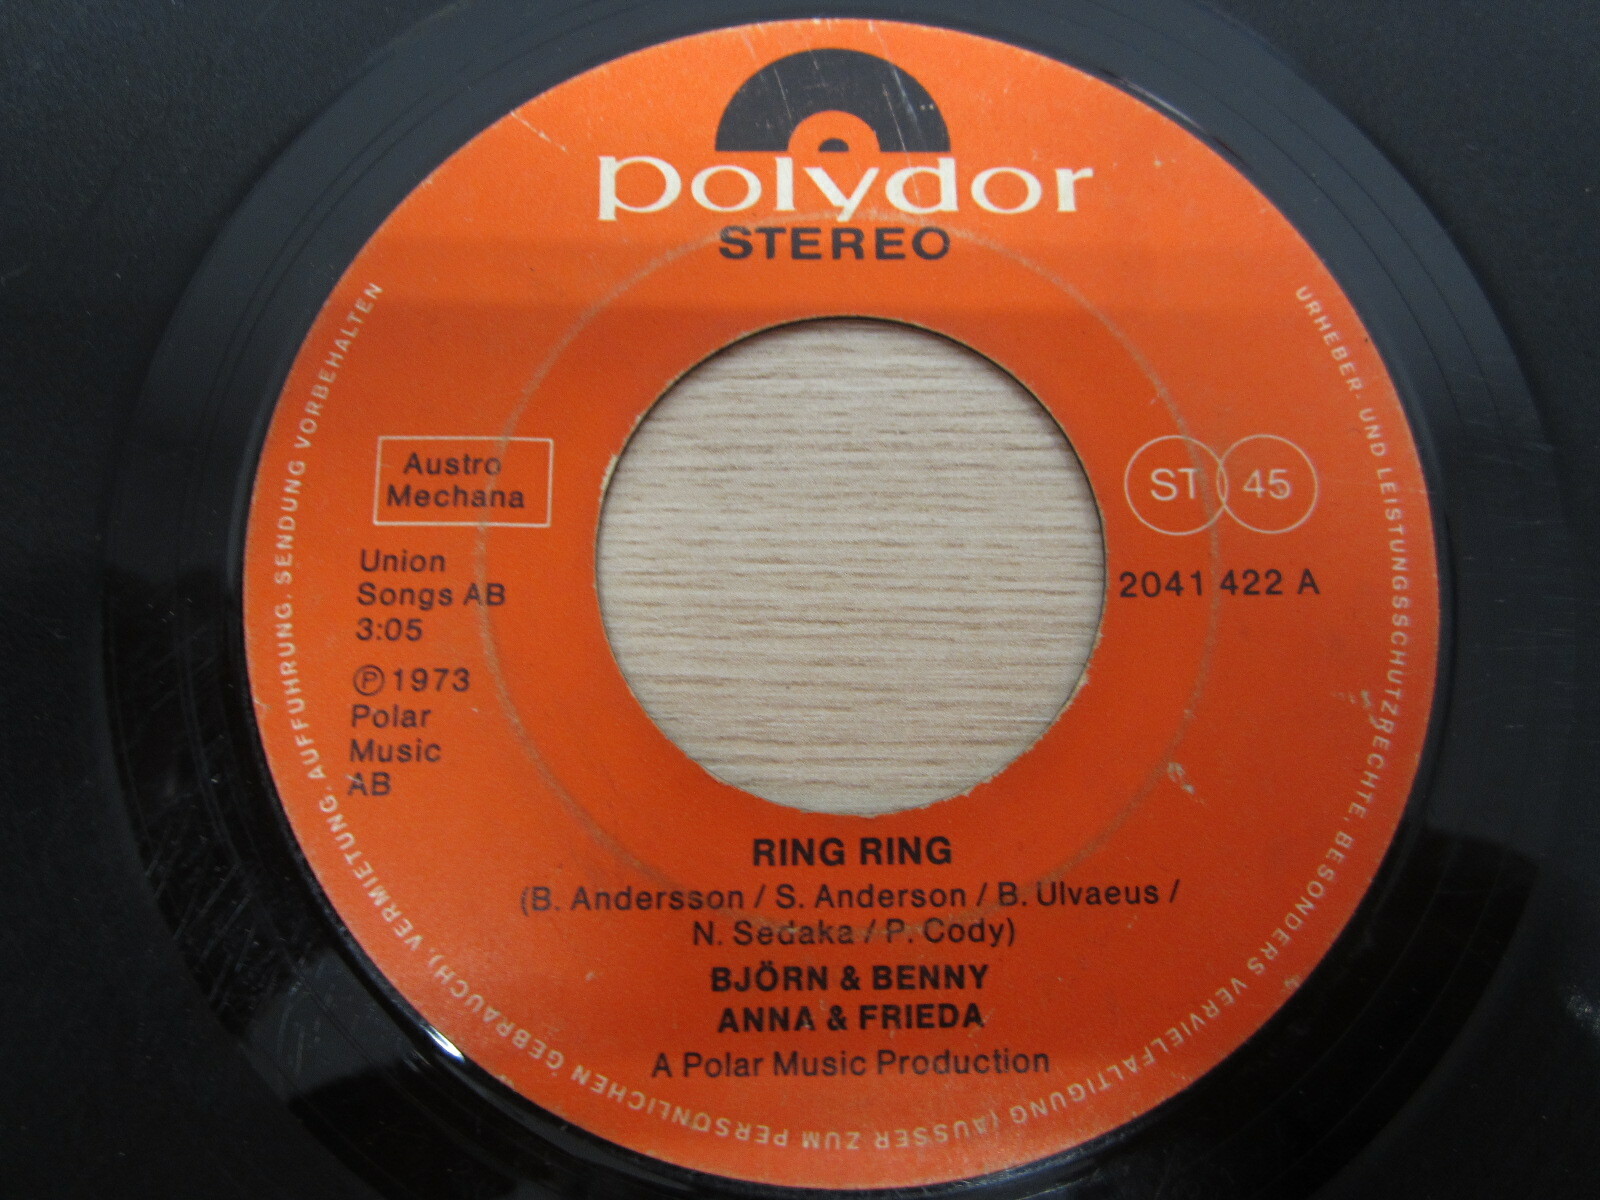 polydor
STEREO
Austro
Mechana
ST 45
Union
Songs AB
3:05
2041 422 A
Ⓟ 1973
Polar
Music
AB
RING RING
(B. Andersson / S. Anderson / B. Ulvaeus /
N. Sedaka / P. Cody)
BJÖRN & BENNY
ANNA & FRIEDA
A Polar Music Production
URHEBER- UND LEISTUNGSSCHUTZRECHTE, BESONDERS VERVIELFÄLTIGUNG (AUSSER ZUM PERSÖNLICHEN GEBRAUCH), VERMIETUNG, AUFFÜHRUNG, SENDUNG VORBEHALTEN